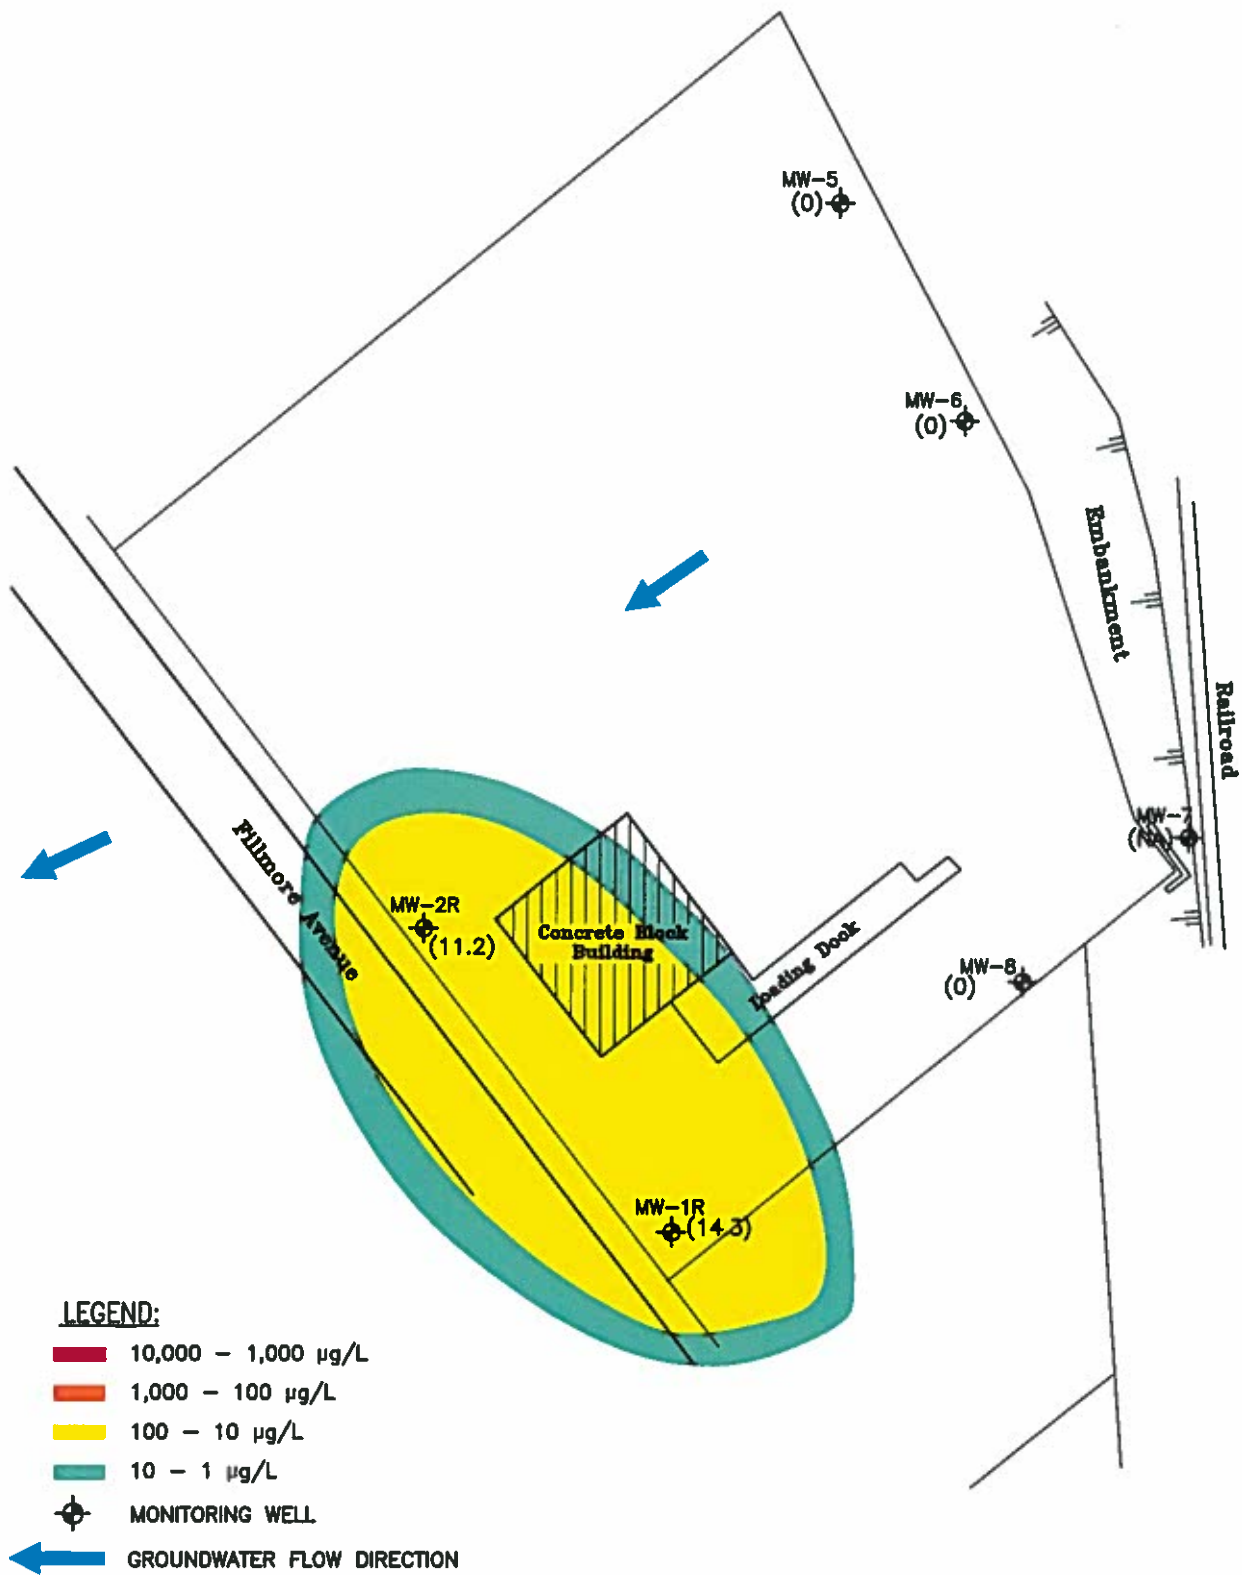 MW-5
(0)
MW-6
(0)
Embankment
Railroad
MW-7
(NA)
Fillmore Avenue
MW-2R
(11.2)
Concrete Block
Building
Loading Dock
MW-8
(0)
MW-1R
(14.3)
LEGEND:
10,000 - 1,000 µg/L
1,000 - 100 µg/L
100 - 10 µg/L
10 - 1 µg/L
MONITORING WELL
GROUNDWATER FLOW DIRECTION